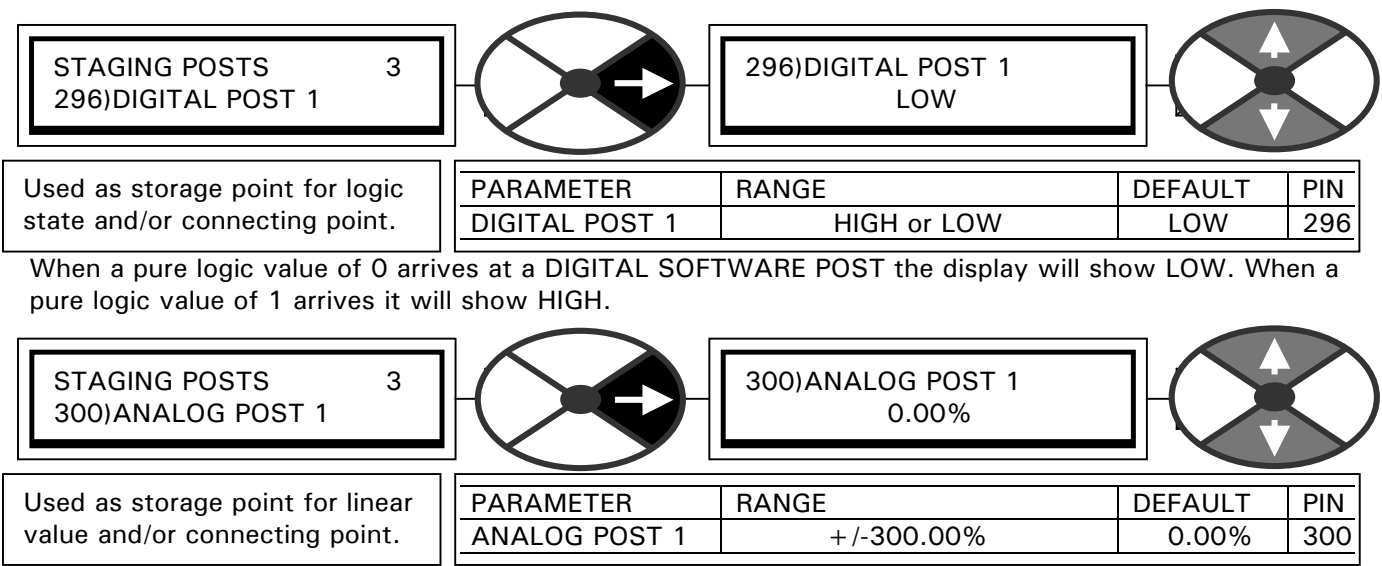 STAGING POSTS 3
296)DIGITAL POST 1
296)DIGITAL POST 1
LOW
Used as storage point for logic
state and/or connecting point.
PARAMETER RANGE DEFAULT PIN
DIGITAL POST 1 HIGH or LOW LOW 296
When a pure logic value of 0 arrives at a DIGITAL SOFTWARE POST the display will show LOW. When a
pure logic value of 1 arrives it will show HIGH.
STAGING POSTS 3
300)ANALOG POST 1
300)ANALOG POST 1
0.00%
Used as storage point for linear
value and/or connecting point.
PARAMETER RANGE DEFAULT PIN
ANALOG POST 1 +/-300.00% 0.00% 300